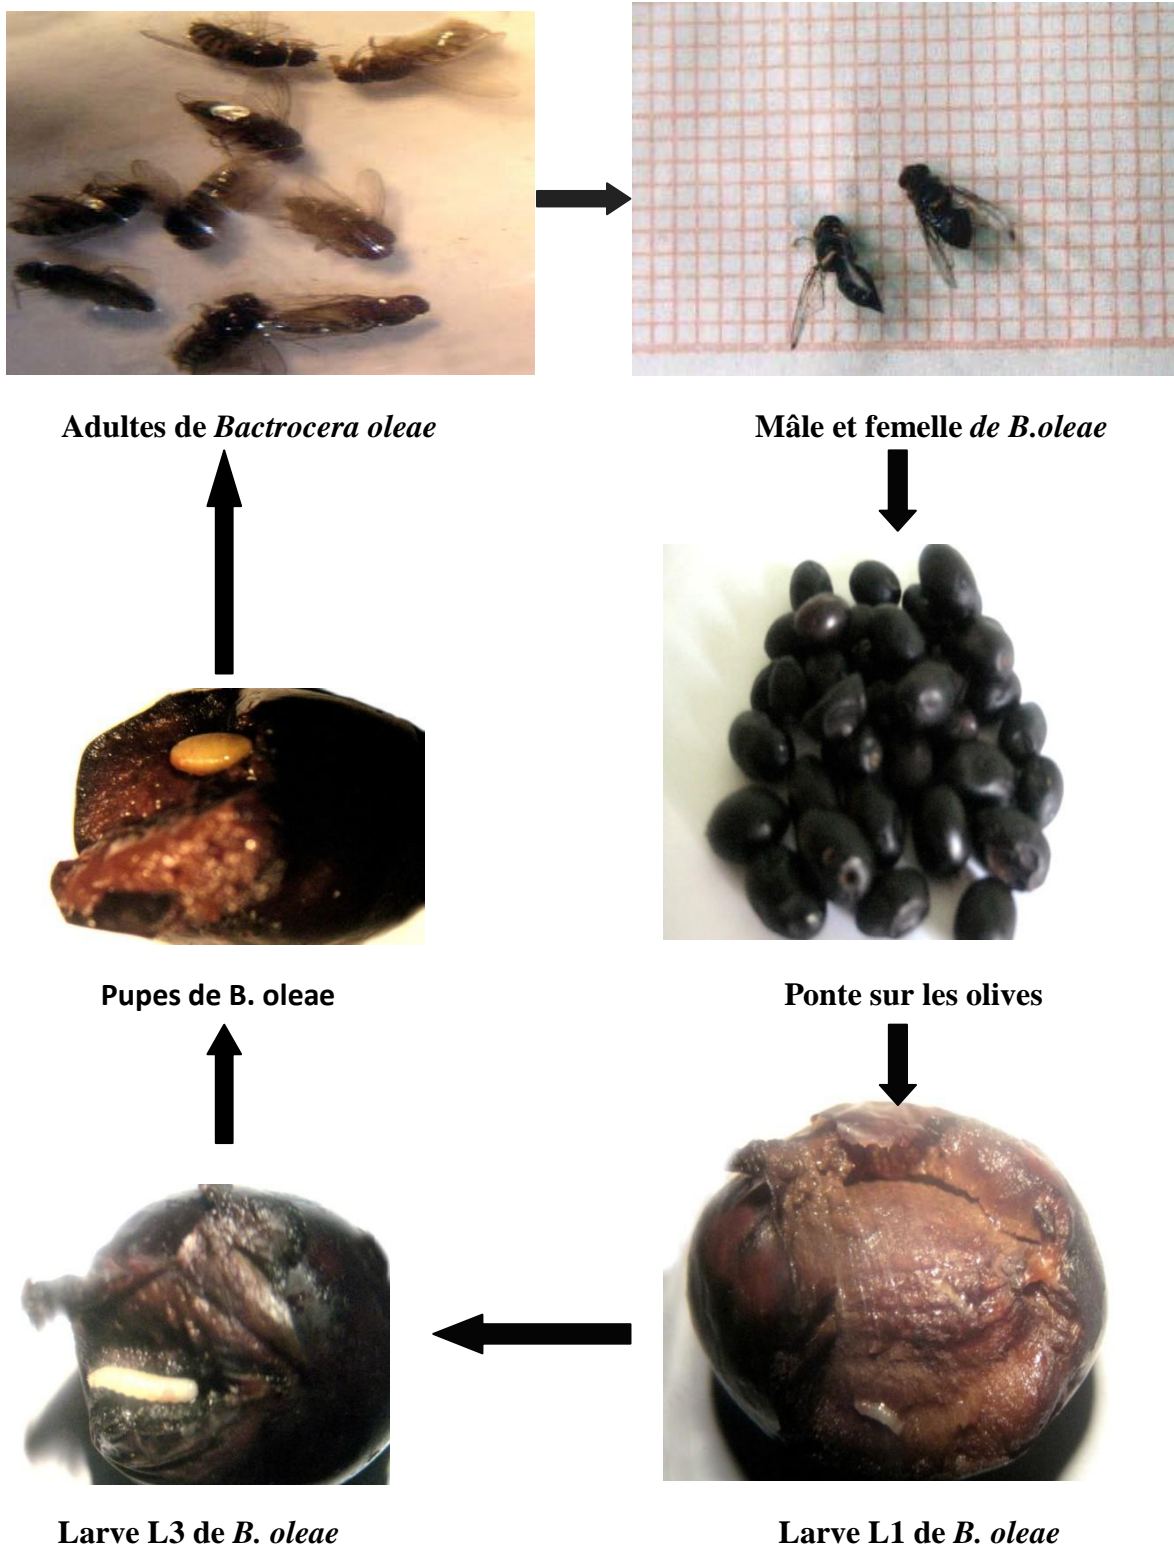 Adultes de Bactrocera oleae
Mâle et femelle de B.oleae
Pupes de B. oleae
Ponte sur les olives
Larve L3 de B. oleae
Larve L1 de B. oleae